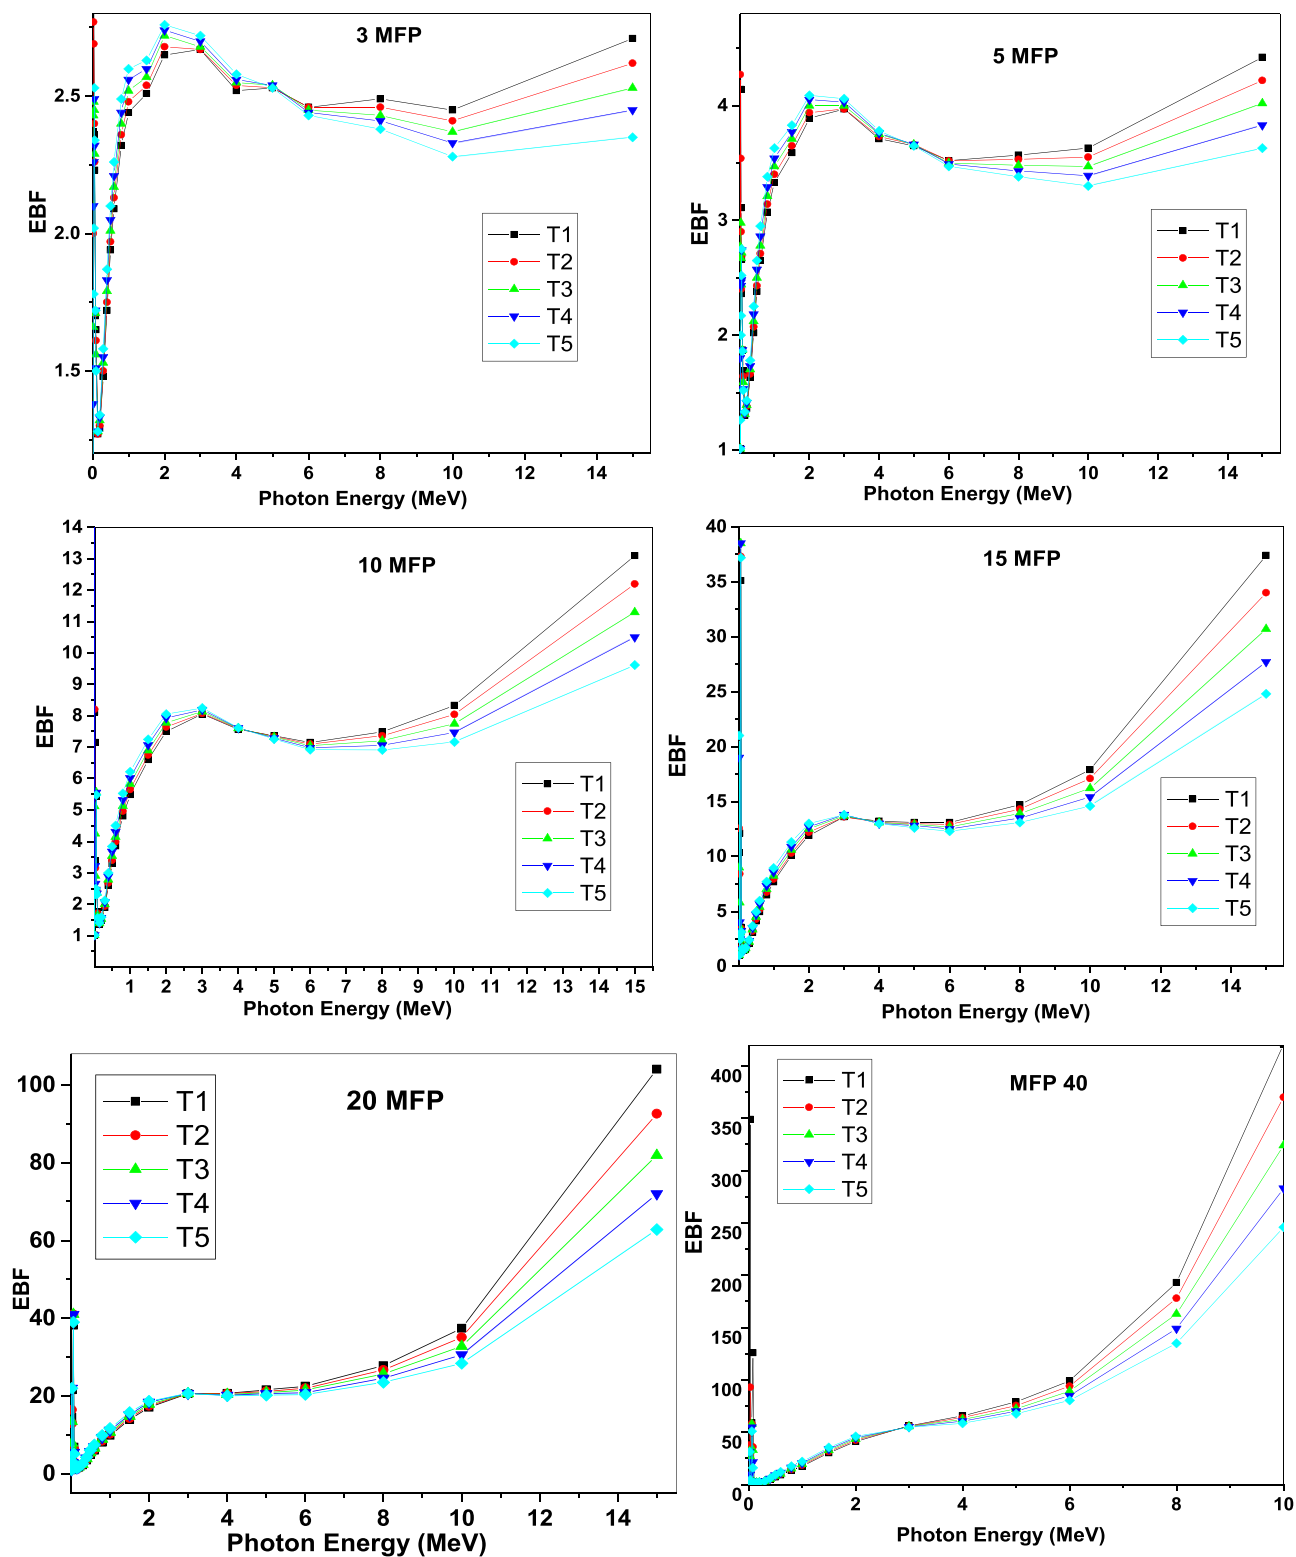 3 MFP
EBF
2.5
2.0
1.5
T1
T2
T3
T4
T5
0 2 4 6 8 10 12 14
Photon Energy (MeV)
5 MFP
EBF
4
3
2
1
T1
T2
T3
T4
T5
2 4 6 8 10 12 14
Photon Energy (MeV)
10 MFP
EBF
14
13
12
11
10
9
8
7
6
5
4
3
2
1
T1
T2
T3
T4
T5
1 2 3 4 5 6 7 8 9 10 11 12 13 14 15
Photon Energy (MeV)
15 MFP
EBF
40
35
30
25
20
15
10
5
0
T1
T2
T3
T4
T5
2 4 6 8 10 12 14
Photon Energy (MeV)
20 MFP
EBF
100
80
60
40
20
0
T1
T2
T3
T4
T5
2 4 6 8 10 12 14
Photon Energy (MeV)
MFP 40
EBF
400
350
300
250
200
150
100
50
0
T1
T2
T3
T4
T5
0 2 4 6 8 10
Photon Energy (MeV)